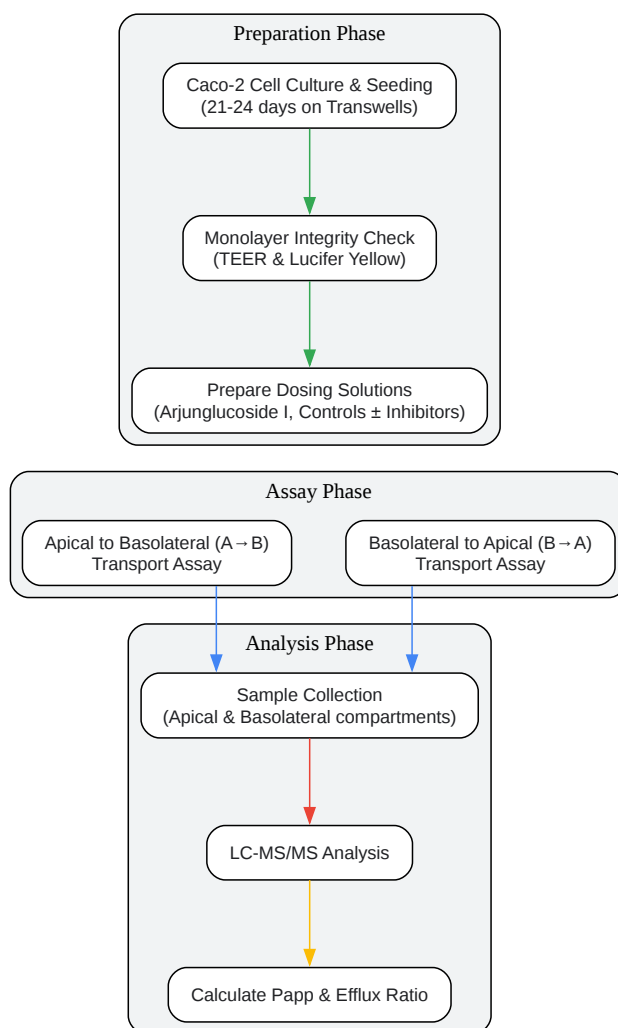 Preparation Phase
Caco-2 Cell Culture & Seeding
(21-24 days on Transwells)
Monolayer Integrity Check
(TEER & Lucifer Yellow)
Prepare Dosing Solutions
(Arjunglucoside I, Controls ± Inhibitors)
Assay Phase
Apical to Basolateral (A→B)
Transport Assay
Basolateral to Apical (B→A)
Transport Assay
Analysis Phase
Sample Collection
(Apical & Basolateral compartments)
LC-MS/MS Analysis
Calculate Papp & Efflux Ratio